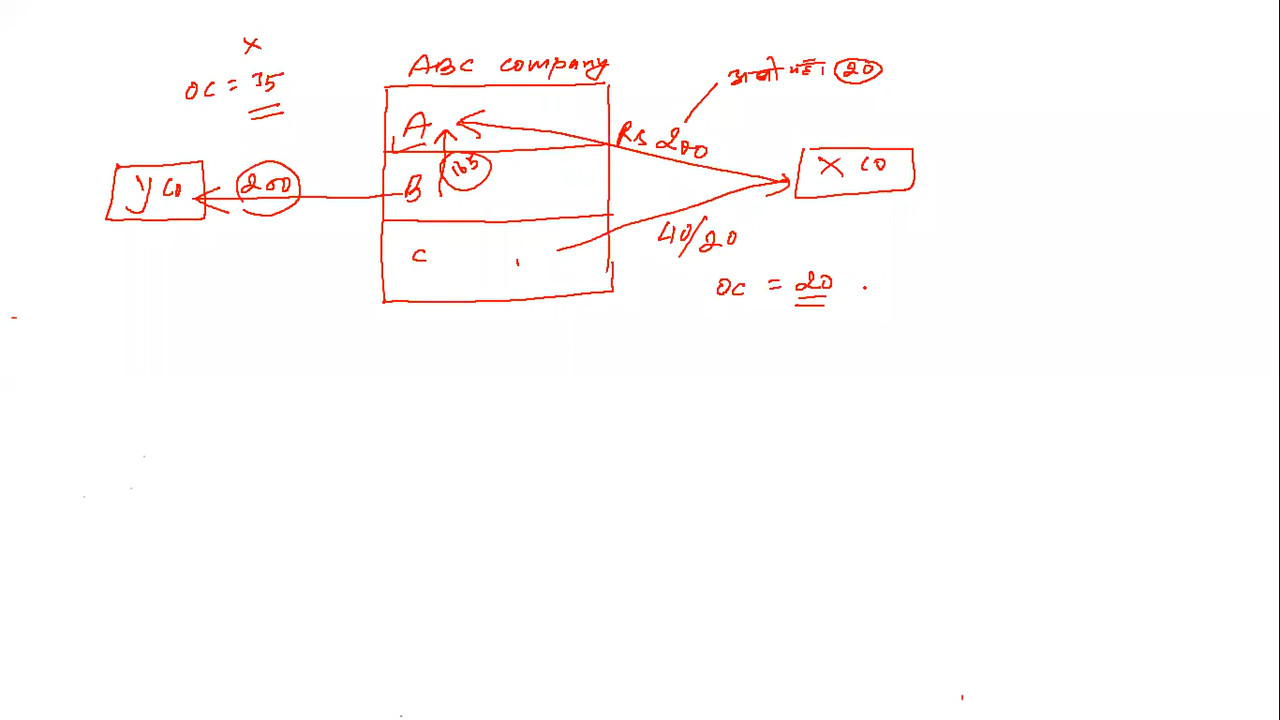 ABC company
X
OC = 35
20
A
Rs 200
165
X CO
Y CO
200
B
C
40/20
OC = 20